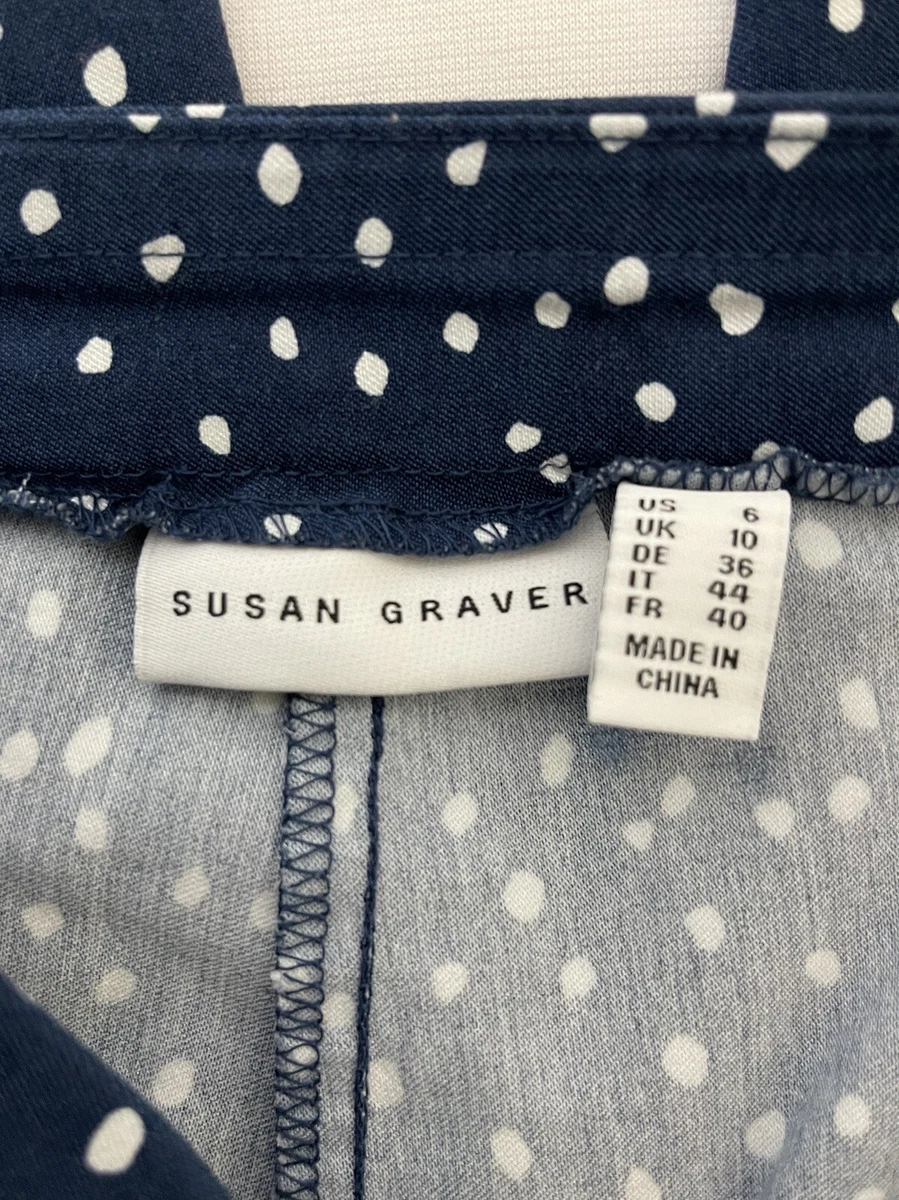 SUSAN GRAVER
US 6
UK 10
DE 36
IT 44
FR 40
MADE IN
CHINA